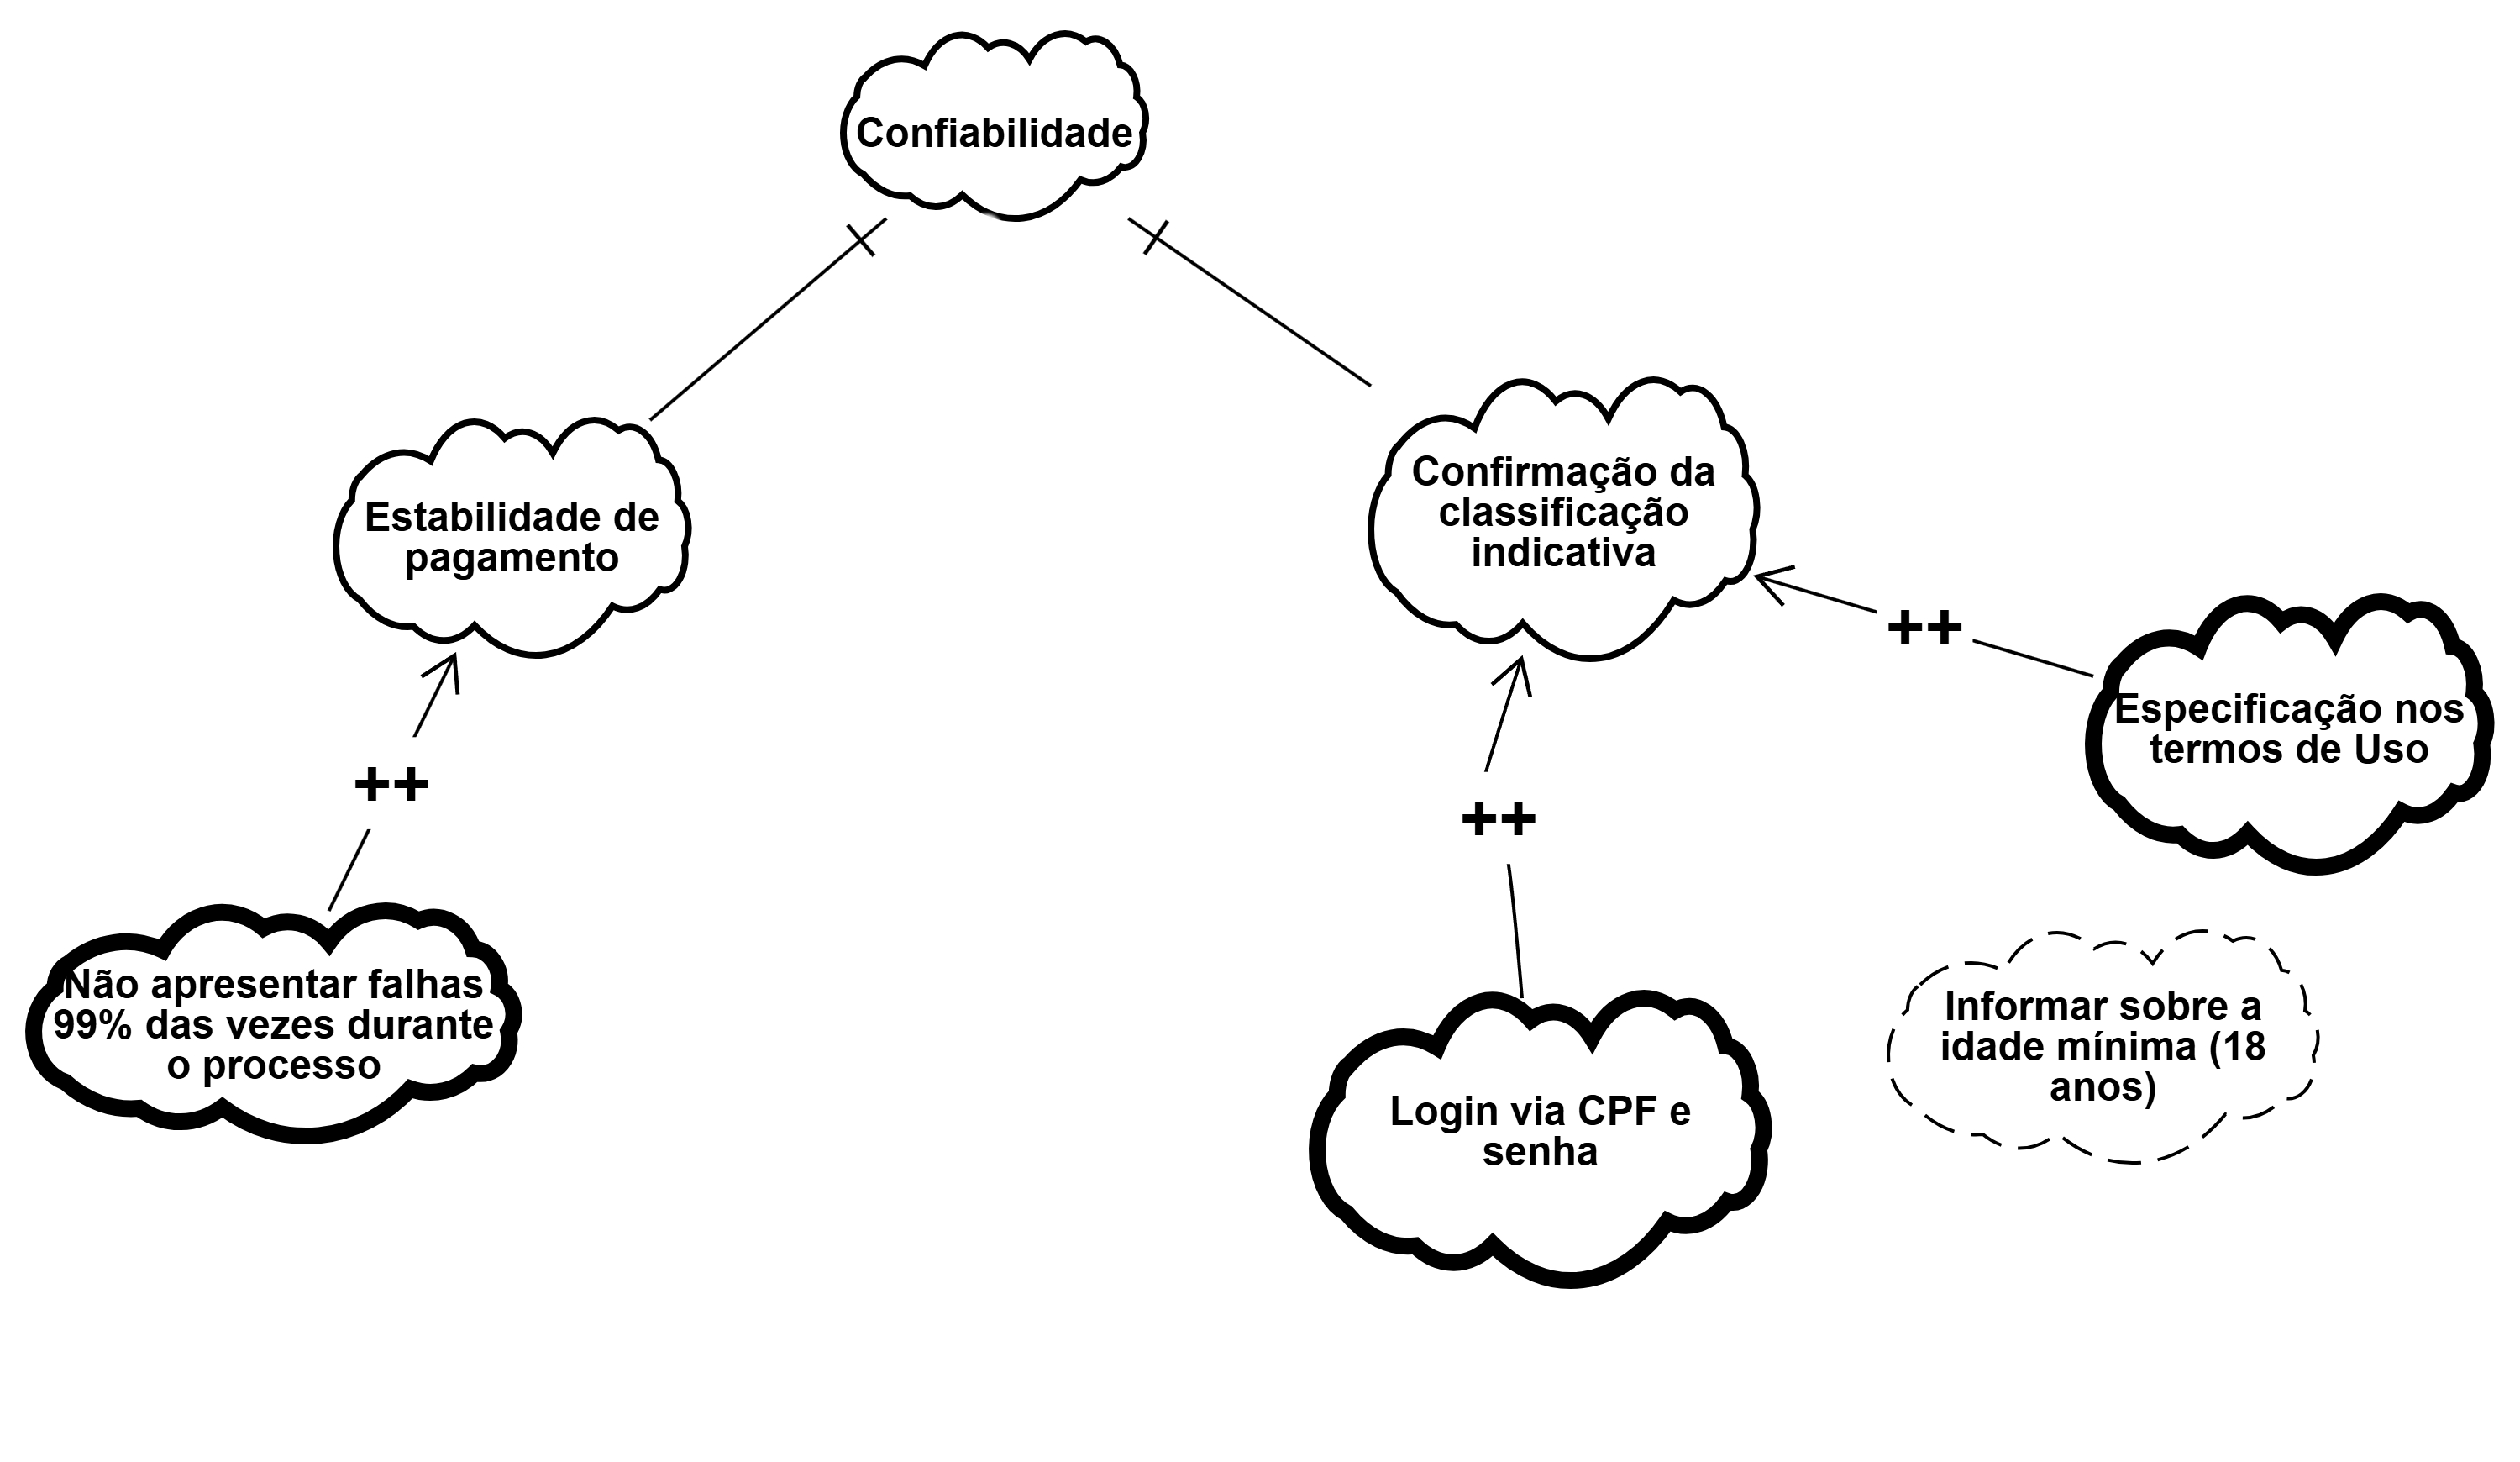 Confiabilidade
Estabilidade de
pagamento
Confirmação da
classificação
indicativa
++
Especificação nos
termos de Uso
++
++
Não apresentar falhas
99% das vezes durante
o processo
Login via CPF e
senha
Informar sobre a
idade mínima (18
anos)